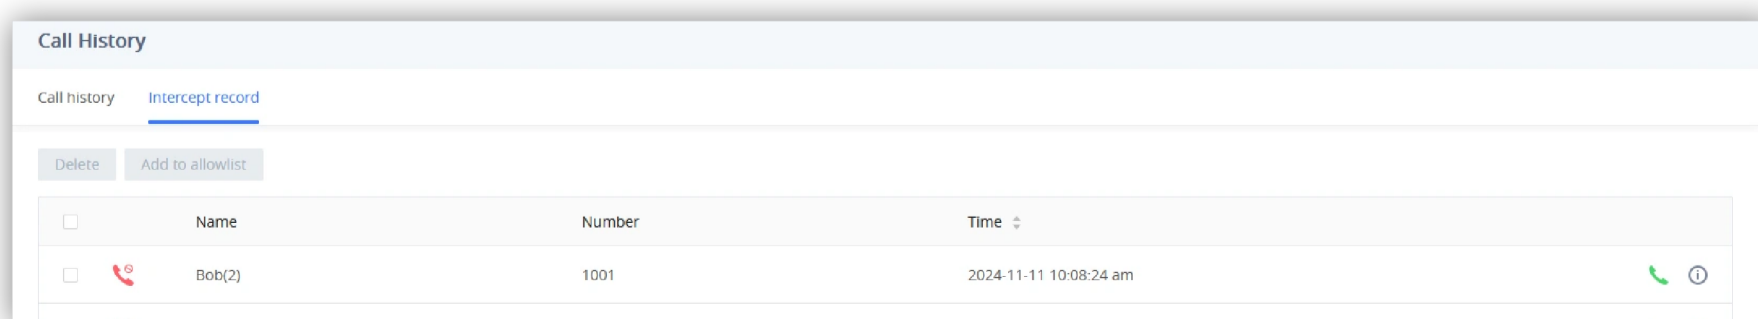 Call History
Call history Intercept record
Delete Add to allowlist
Name Number Time
Bob(2) 1001 2024-11-11 10:08:24 am